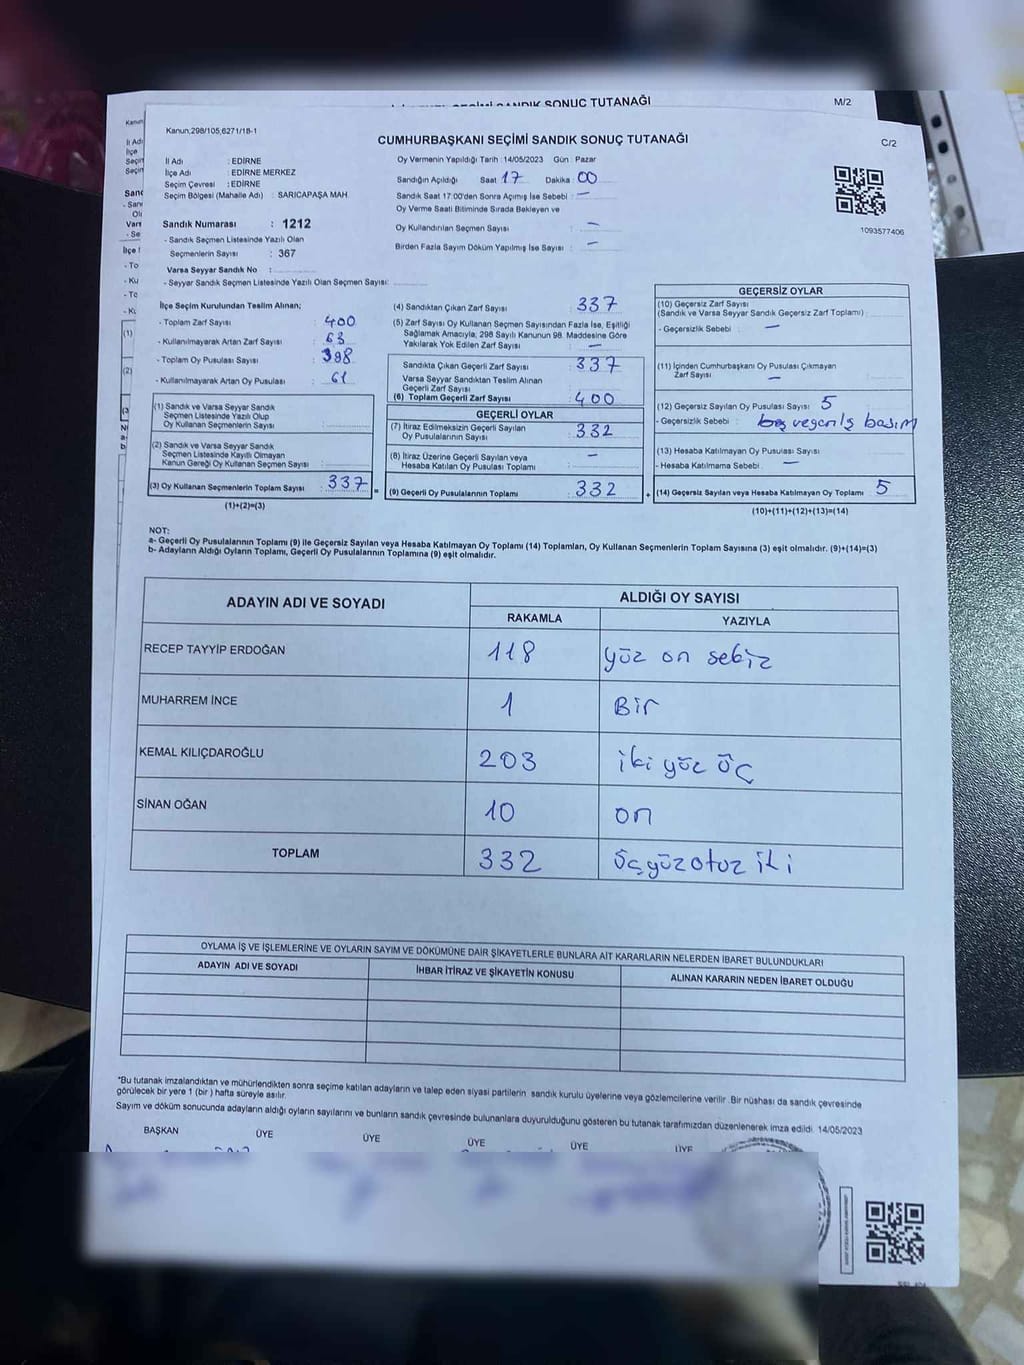 SEÇİMİ SANDIK SONUÇ TUTANAĞI
M/2
Kanun,298/105,6271/18-1
CUMHURBAŞKANI SEÇİMİ SANDIK SONUÇ TUTANAĞI
C/2
İl Adı : EDİRNE
İlçe Adı : EDİRNE MERKEZ
Seçim Çevresi : EDİRNE
Seçim Bölgesi (Mahalle Adı) : SARICAPAŞA MAH
Sandık Numarası : 1212
- Sandık Seçmen Listesinde Yazılı Olan
Seçmenlerin Sayısı : 367
Varsa Seyyar Sandık No :
- Seyyar Sandık Seçmen Listesinde Yazılı Olan Seçmen Sayısı:
Oy Vermenin Yapıldığı Tarih : 14/05/2023 Gün : Pazar
Sandığın Açıldığı Saat 17 Dakika : 00
Sandık Saat 17:00'den Sonra Açımış İse Sebebi : —
Oy Verme Saati Bitiminde Sırada Bekleyen ve
Oy Kullandırılan Seçmen Sayısı : —
Birden Fazla Sayım Döküm Yapılmış İse Sayısı : —
1093577406
İlçe Seçim Kurulundan Teslim Alınan;
- Toplam Zarf Sayısı : 400
- Kullanılmayarak Artan Zarf Sayısı : 63
- Toplam Oy Pusulası Sayısı : 398
- Kullanılmayarak Artan Oy Pusulası : 61
(1) Sandık ve Varsa Seyyar Sandık
Seçmen Listesinde Yazılı Olup
Oy Kullanan Seçmenlerin Sayısı :
(2) Sandık ve Varsa Seyyar Sandık
Seçmen Listesinde Kayıtlı Olmayan
Kanun Gereği Oy Kullanan Seçmen Sayısı :
(3) Oy Kullanan Seçmenlerin Toplam Sayısı : 337
(1)+(2)=(3)
(4) Sandıktan Çıkan Zarf Sayısı : 337
(5) Zarf Sayısı Oy Kullanan Seçmen Sayısından Fazla İse, Eşitliği
Sağlamak Amacıyla, 298 Sayılı Kanunun 98. Maddesine Göre
Yakılarak Yok Edilen Zarf Sayısı : —
Sandıkta Çıkan Geçerli Zarf Sayısı : 337
Varsa Seyyar Sandıktan Teslim Alınan
Geçerli Zarf Sayısı :
(6) Toplam Geçerli Zarf Sayısı : 400
GEÇERLİ OYLAR
(7) İtiraz Edilmeksizin Geçerli Sayılan
Oy Pusulalarının Sayısı : 332
(8) İtiraz Üzerine Geçerli Sayılan veya
Hesaba Katılan Oy Pusulası Toplamı : —
= (9) Geçerli Oy Pusulalarının Toplamı : 332
GEÇERSİZ OYLAR
(10) Geçersiz Zarf Sayısı
(Sandık ve Varsa Seyyar Sandık Geçersiz Zarf Toplamı) :
- Geçersizlik Sebebi : —
(11) İçinden Cumhurbaşkanı Oy Pusulası Çıkmayan
Zarf Sayısı : —
(12) Geçersiz Sayılan Oy Pusulası Sayısı : 5
- Geçersizlik Sebebi :
(13) Hesaba Katılmayan Oy Pusulası Sayısı :
- Hesaba Katılmama Sebebi : —
+ (14) Geçersiz Sayılan veya Hesaba Katılmayan Oy Toplamı : 5
(10)+(11)+(12)+(13)=(14)
NOT:
a- Geçerli Oy Pusulalarının Toplamı (9) ile Geçersiz Sayılan veya Hesaba Katılmayan Oy Toplamı (14) Toplamları, Oy Kullanan Seçmenlerin Toplam Sayısına (3) eşit olmalıdır. (9)+(14)=(3)
b- Adayların Aldığı Oyların Toplamı, Geçerli Oy Pusulalarının Toplamına (9) eşit olmalıdır.
ADAYIN ADI VE SOYADI
ALDIĞI OY SAYISI
RAKAMLA YAZIYLA
RECEP TAYYİP ERDOĞAN 118 yüz on sekiz
MUHARREM İNCE 1 Bir
KEMAL KILIÇDAROĞLU 203 iki yüz üç
SİNAN OĞAN 10 on
TOPLAM 332 üçyüzotuz iki
OYLAMA İŞ VE İŞLEMLERİNE VE OYLARIN SAYIM VE DÖKÜMÜNE DAİR ŞİKAYETLERLE BUNLARA AİT KARARLARIN NELERDEN İBARET BULUNDUKLARI
ADAYIN ADI VE SOYADI İHBAR İTİRAZ VE ŞİKAYETİN KONUSU ALINAN KARARIN NEDEN İBARET OLDUĞU
*Bu tutanak imzalandıktan ve mühürlendikten sonra seçime katılan adayların ve talep eden siyasi partilerin sandık kurulu üyelerine veya gözlemcilerine verilir .Bir nüshası da sandık çevresinde
görülecek bir yere 1 (bir ) hafta süreyle asılır.
Sayım ve döküm sonucunda adayların aldığı oyların sayılarını ve bunların sandık çevresinde bulunanlara duyurulduğunu gösteren bu tutanak tarafımızdan düzenlenerek imza edildi. 14/05/2023
BAŞKAN ÜYE ÜYE ÜYE ÜYE ÜYE